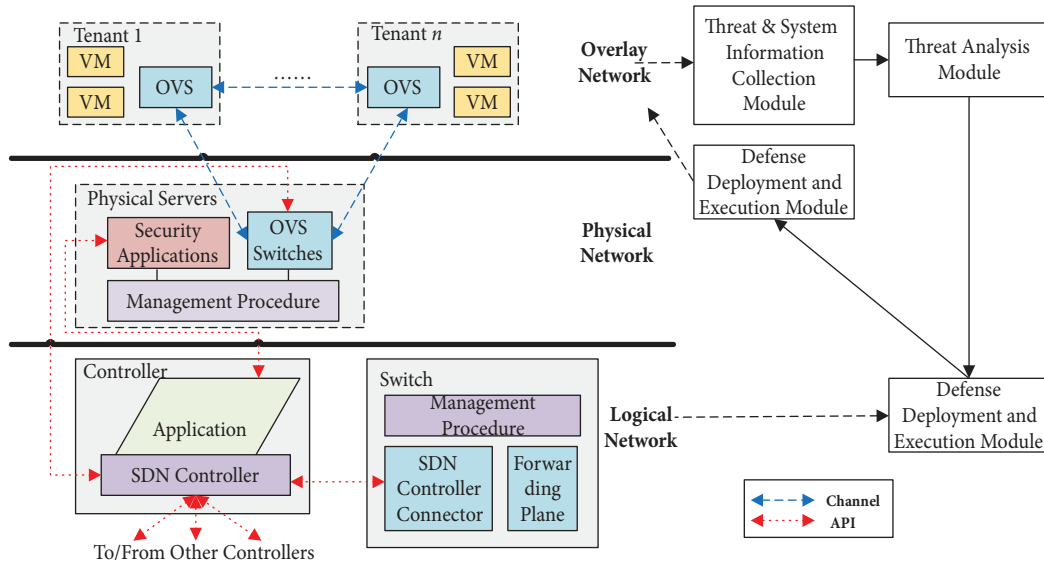 Tenant 1
VM
VM
OVS
......
Tenant n
OVS
VM
VM
Overlay
Network
Threat & System
Information
Collection
Module
Threat Analysis
Module
Physical Servers
Security
Applications
OVS
Switches
Management Procedure
Physical
Network
Defense
Deployment and
Execution Module
Controller
Application
SDN Controller
To/From Other Controllers
Switch
Management
Procedure
SDN
Controller
Connector
Forwar
ding
Plane
Logical
Network
Defense
Deployment and
Execution Module
Channel
API